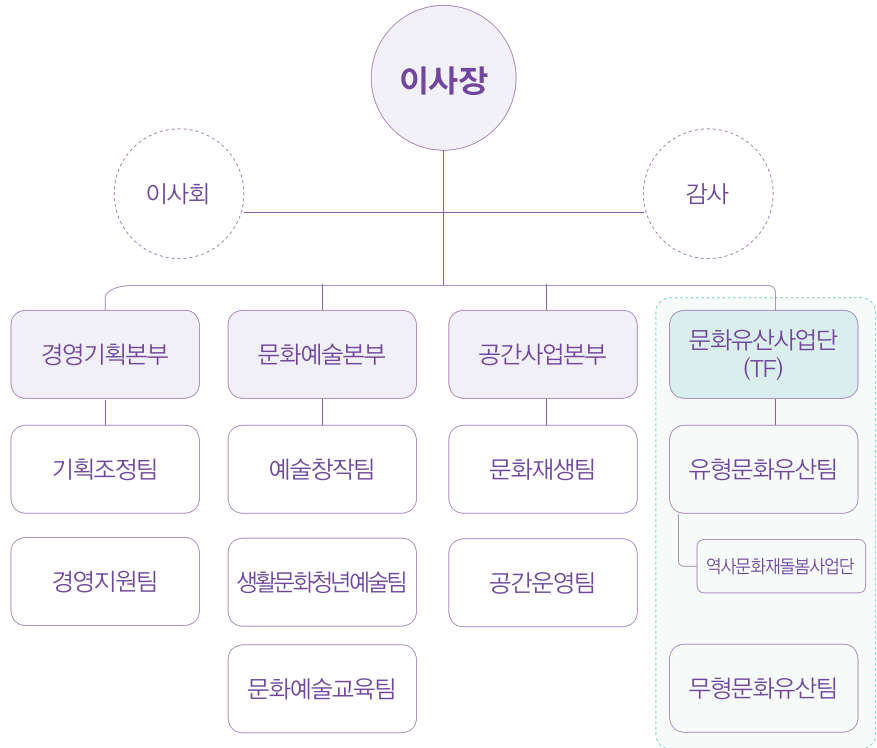 이사장
이사회
감사
경영기획본부
문화예술본부
공간사업본부
문화유산사업단
(TF)
기획조정팀
예술창작팀
문화재생팀
유형문화유산팀
경영지원팀
생활문화청년예술팀
공간운영팀
역사문화재돌봄사업단
문화예술교육팀
무형문화유산팀